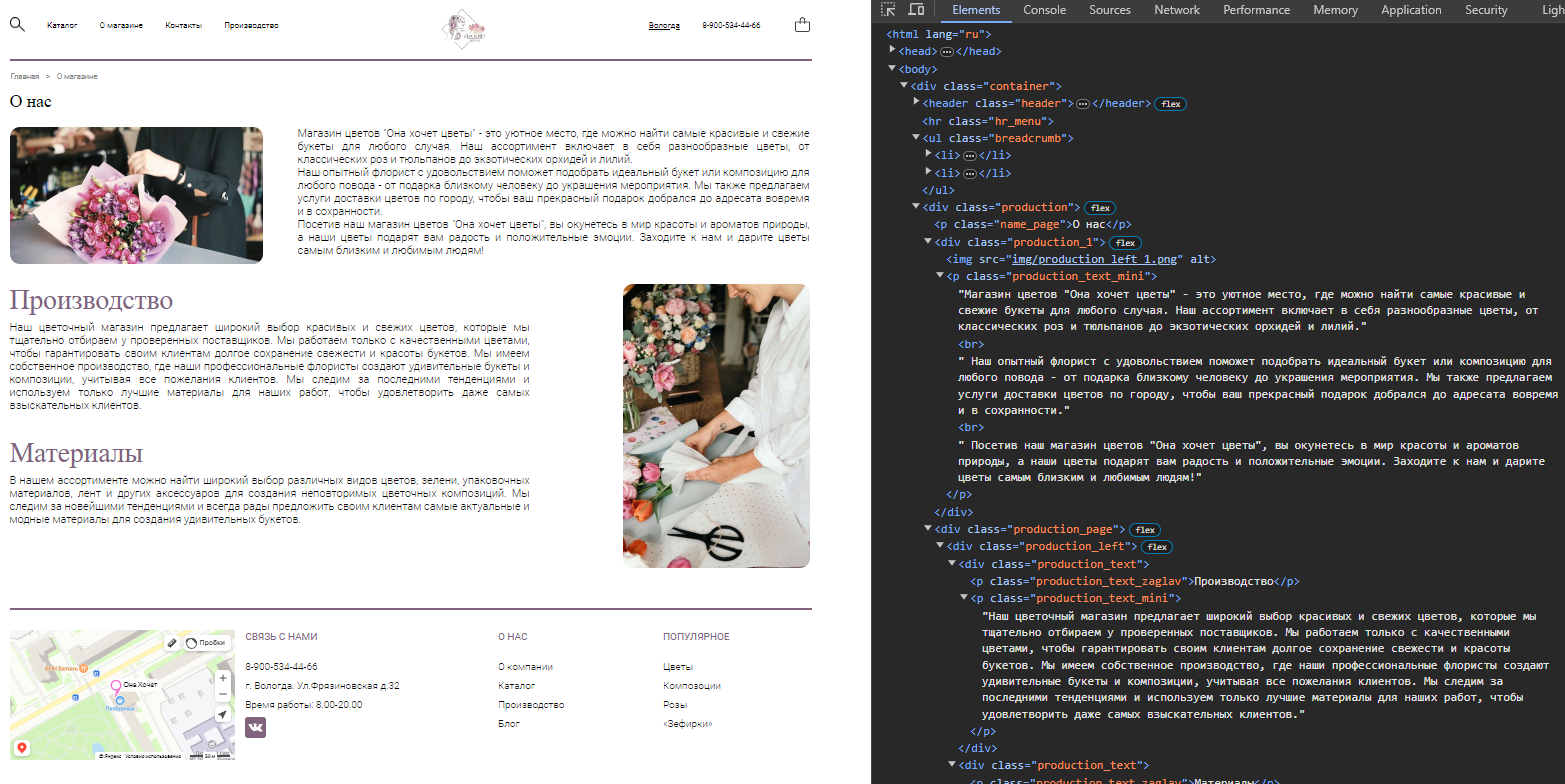 Каталог О магазине Контакты Производство Вологда 8-900-534-44-66
Главная > О магазине
О нас
Магазин цветов "Она хочет цветы" - это уютное место, где можно найти самые красивые и свежие
букеты для любого случая. Наш ассортимент включает в себя разнообразные цветы, от
классических роз и тюльпанов до экзотических орхидей и лилий.
Наш опытный флорист с удовольствием поможет подобрать идеальный букет или композицию для
любого повода - от подарка близкому человеку до украшения мероприятия. Мы также предлагаем
услуги доставки цветов по городу, чтобы ваш прекрасный подарок добрался до адресата вовремя
и в сохранности.
Посетив наш магазин цветов "Она хочет цветы", вы окунетесь в мир красоты и ароматов природы,
а наши цветы подарят вам радость и положительные эмоции. Заходите к нам и дарите цветы
самым близким и любимым людям!
Производство
Наш цветочный магазин предлагает широкий выбор красивых и свежих цветов, которые мы
тщательно отбираем у проверенных поставщиков. Мы работаем только с качественными цветами,
чтобы гарантировать своим клиентам долгое сохранение свежести и красоты букетов. Мы имеем
собственное производство, где наши профессиональные флористы создают удивительные букеты и
композиции, учитывая все пожелания клиентов. Мы следим за последними тенденциями и
используем только лучшие материалы для наших работ, чтобы удовлетворить даже самых
взыскательных клиентов.
Материалы
В нашем ассортименте можно найти широкий выбор различных видов цветов, зелени, упаковочных
материалов, лент и других аксессуаров для создания неповторимых цветочных композиций. Мы
следим за новейшими тенденциями и всегда рады предложить своим клиентам самые актуальные и
модные материалы для создания удивительных букетов.
Пробки
Она Хочет
Пятёрочка
© Яндекс Условия использования 50 м
СВЯЗЬ С НАМИ
8-900-534-44-66
г. Вологда. Ул.Фрязиновская д.32
Время работы: 8.00-20.00
О НАС
О компании
Каталог
Производство
Блог
ПОПУЛЯРНОЕ
Цветы
Композоции
Розы
«Зефирки»
Elements Console Sources Network Performance Memory Application Security Ligh
<html lang="ru">
<head> ••• </head>
<body>
<div class="container">
<header class="header"> ••• </header> flex
<hr class="hr_menu">
<ul class="breadcrumb">
<li> ••• </li>
<li> ••• </li>
</ul>
<div class="production"> flex
<p class="name_page">О нас</p>
<div class="production_1"> flex
<img src="img/production_left_1.png" alt>
<p class="production_text_mini">
"Магазин цветов "Она хочет цветы" - это уютное место, где можно найти самые красивые и
свежие букеты для любого случая. Наш ассортимент включает в себя разнообразные цветы, от
классических роз и тюльпанов до экзотических орхидей и лилий."
<br>
" Наш опытный флорист с удовольствием поможет подобрать идеальный букет или композицию для
любого повода - от подарка близкому человеку до украшения мероприятия. Мы также предлагаем
услуги доставки цветов по городу, чтобы ваш прекрасный подарок добрался до адресата вовремя
и в сохранности."
<br>
" Посетив наш магазин цветов "Она хочет цветы", вы окунетесь в мир красоты и ароматов
природы, а наши цветы подарят вам радость и положительные эмоции. Заходите к нам и дарите
цветы самым близким и любимым людям!"
</p>
</div>
<div class="production_page"> flex
<div class="production_left"> flex
<div class="production_text">
<p class="production_text_zaglav">Производство</p>
<p class="production_text_mini">
"Наш цветочный магазин предлагает широкий выбор красивых и свежих цветов, которые мы
тщательно отбираем у проверенных поставщиков. Мы работаем только с качественными
цветами, чтобы гарантировать своим клиентам долгое сохранение свежести и красоты
букетов. Мы имеем собственное производство, где наши профессиональные флористы создают
удивительные букеты и композиции, учитывая все пожелания клиентов. Мы следим за
последними тенденциями и используем только лучшие материалы для наших работ, чтобы
удовлетворить даже самых взыскательных клиентов."
</p>
</div>
<div class="production_text">
<p class="production_text_zaglav">Материалы</p>